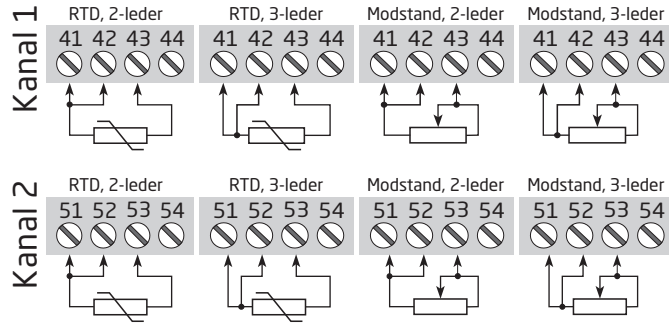 Kanal 1
RTD, 2-leder RTD, 3-leder Modstand, 2-leder Modstand, 3-leder
41 42 43 44 41 42 43 44 41 42 43 44 41 42 43 44
Kanal 2
RTD, 2-leder RTD, 3-leder Modstand, 2-leder Modstand, 3-leder
51 52 53 54 51 52 53 54 51 52 53 54 51 52 53 54